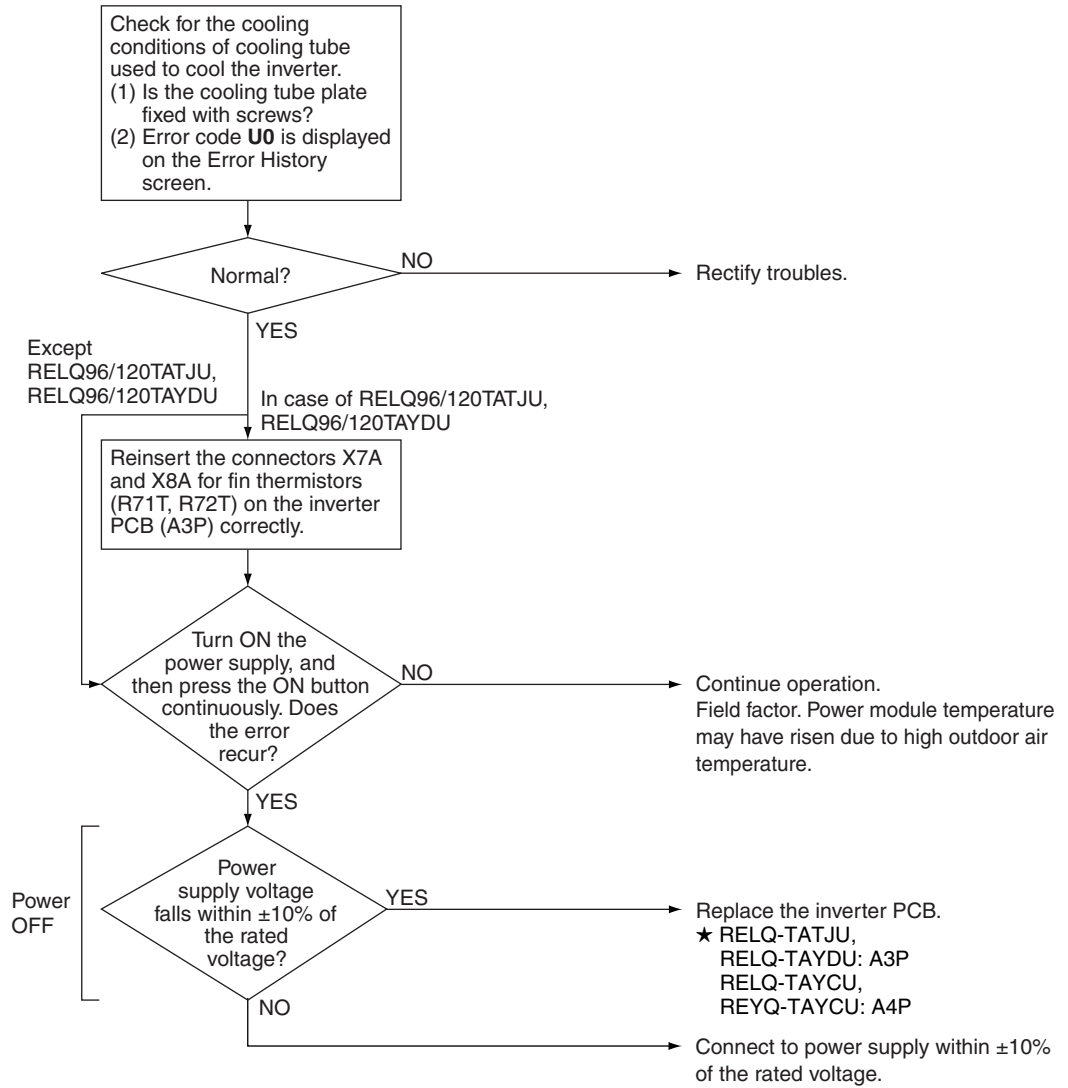 Check for the cooling
conditions of cooling tube
used to cool the inverter.
(1) Is the cooling tube plate
fixed with screws?
(2) Error code U0 is displayed
on the Error History
screen.
Normal?
NO
Rectify troubles.
YES
Except
RELQ96/120TATJU,
RELQ96/120TAYDU
In case of RELQ96/120TATJU,
RELQ96/120TAYDU
Reinsert the connectors X7A
and X8A for fin thermistors
(R71T, R72T) on the inverter
PCB (A3P) correctly.
Turn ON the
power supply, and
then press the ON button
continuously. Does
the error
recur?
NO
Continue operation.
Field factor. Power module temperature
may have risen due to high outdoor air
temperature.
YES
Power
OFF
Power
supply voltage
falls within ±10% of
the rated
voltage?
YES
Replace the inverter PCB.
★ RELQ-TATJU,
RELQ-TAYDU: A3P
RELQ-TAYCU,
REYQ-TAYCU: A4P
NO
Connect to power supply within ±10%
of the rated voltage.